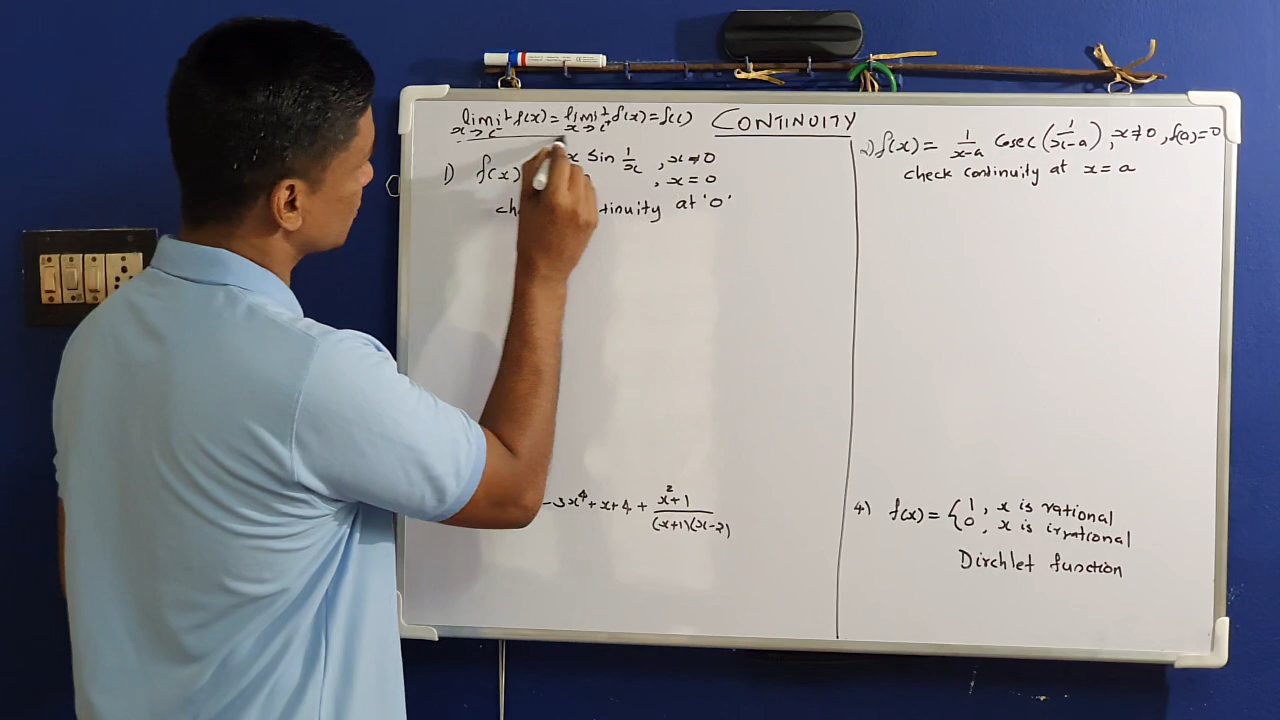 limit f(x) = limit f(x) = f(c)
x→c⁻ x→c⁺
CONTINUITY
1) f(x) x sin 1/x , x≠0
, x=0
continuity at '0'
2) f(x) = 1/(x-a) cosec (1/(x-a)) , x≠0 , f(a)=0
check continuity at x = a
- 3x⁴ + x + 4 + (x²+1)/((x+1)(x-2))
4) f(x) = { 1 , x is rational
0 , x is irrational
Dirchlet function